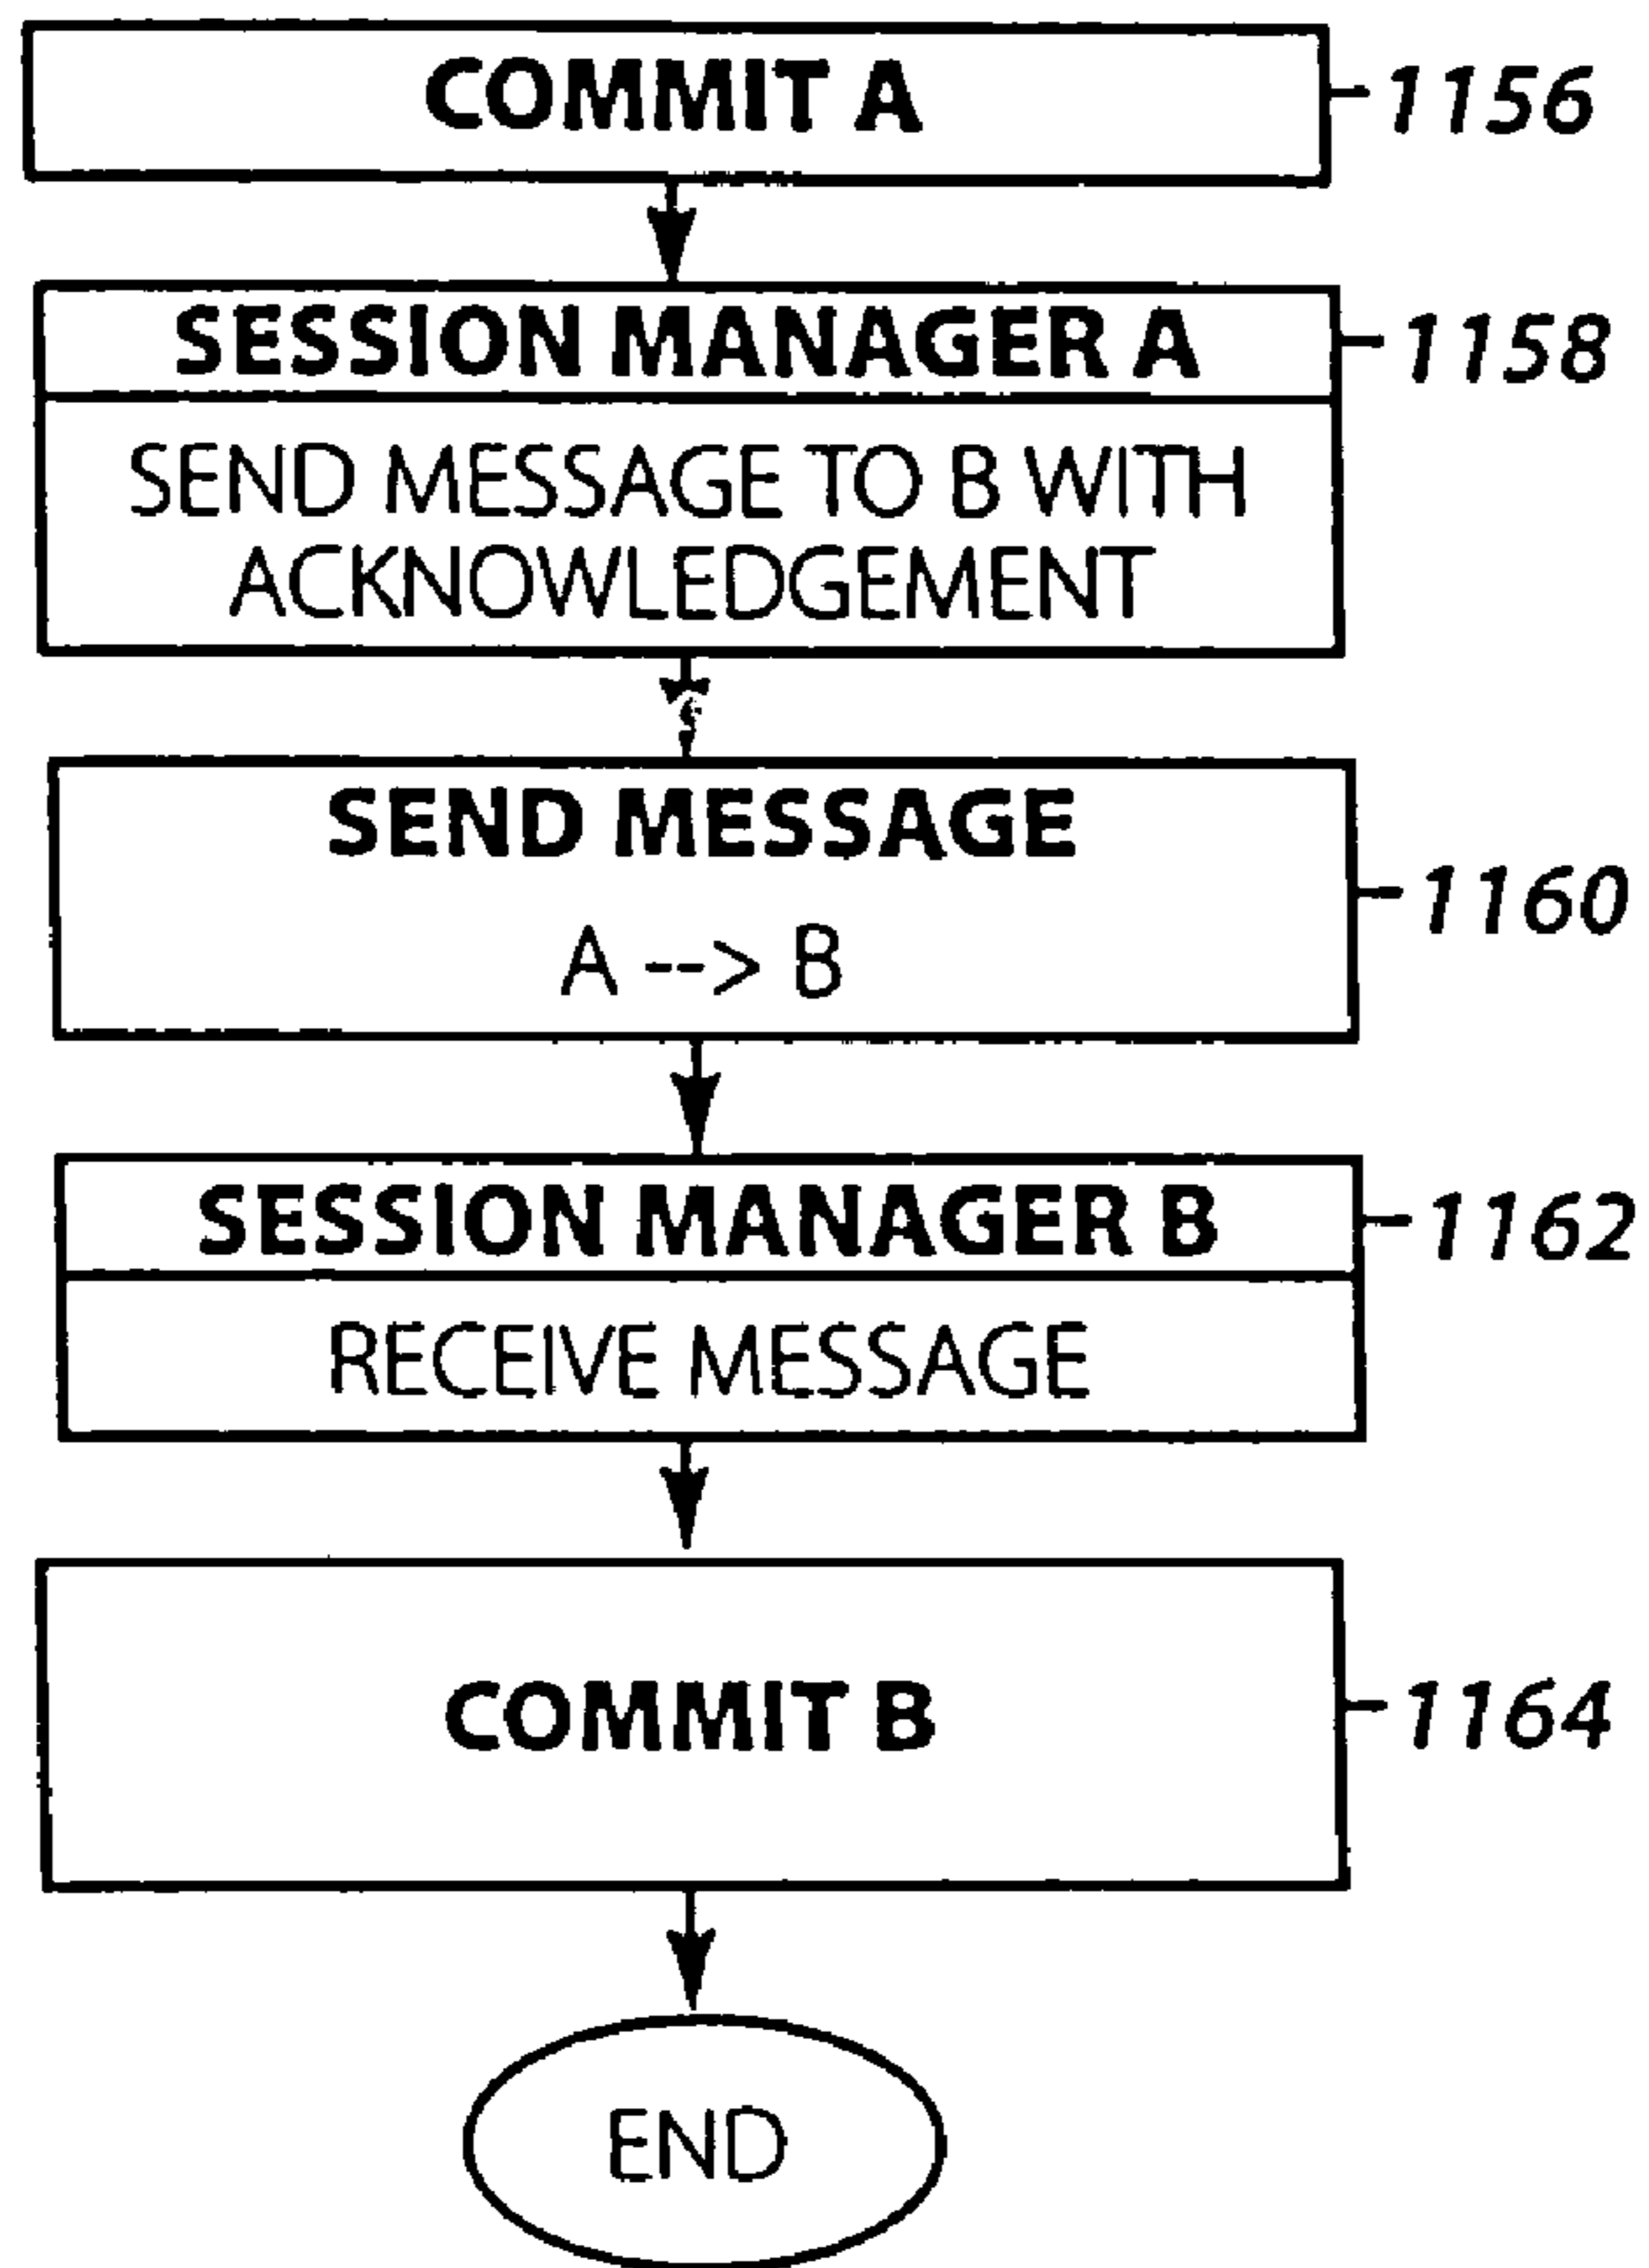 COMMIT A
1156
SESSION MANAGER A
1158
SEND MESSAGE TO B WITH
ACKNOWLEDGEMENT
SEND MESSAGE
A --> B
1160
SESSION MANAGER B
1162
RECEIVE MESSAGE
COMMIT B
1164
END